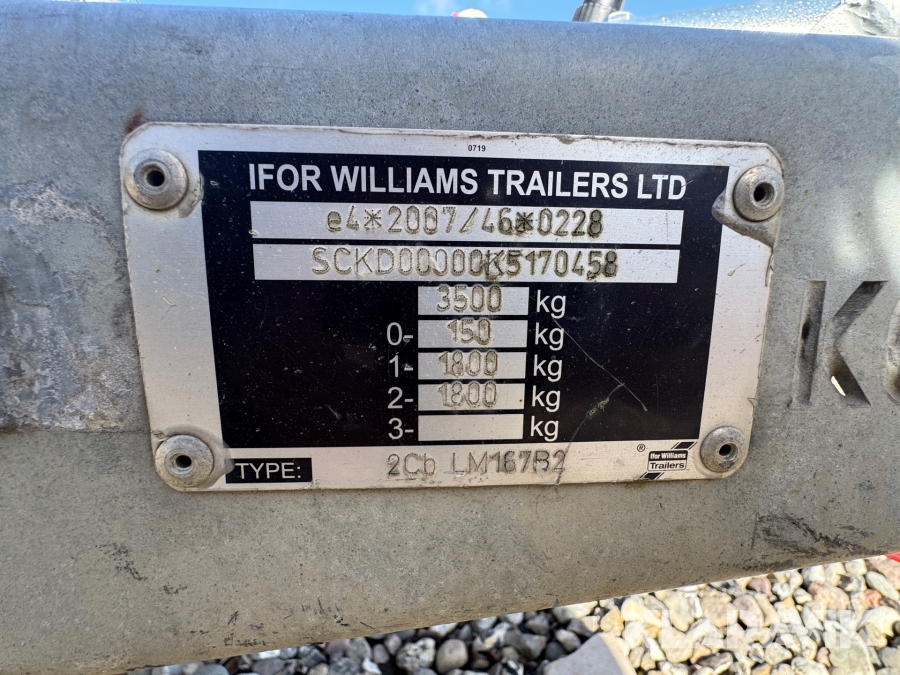 0719
IFOR WILLIAMS TRAILERS LTD
e4*2007/46*0228
SCKD00000K5170458
3500 kg
0- 150 kg
1- 1800 kg
2- 1800 kg
3- kg
TYPE: 2Cb LM167B2
®
Ifor Williams
Trailers
K
KLARAVIK